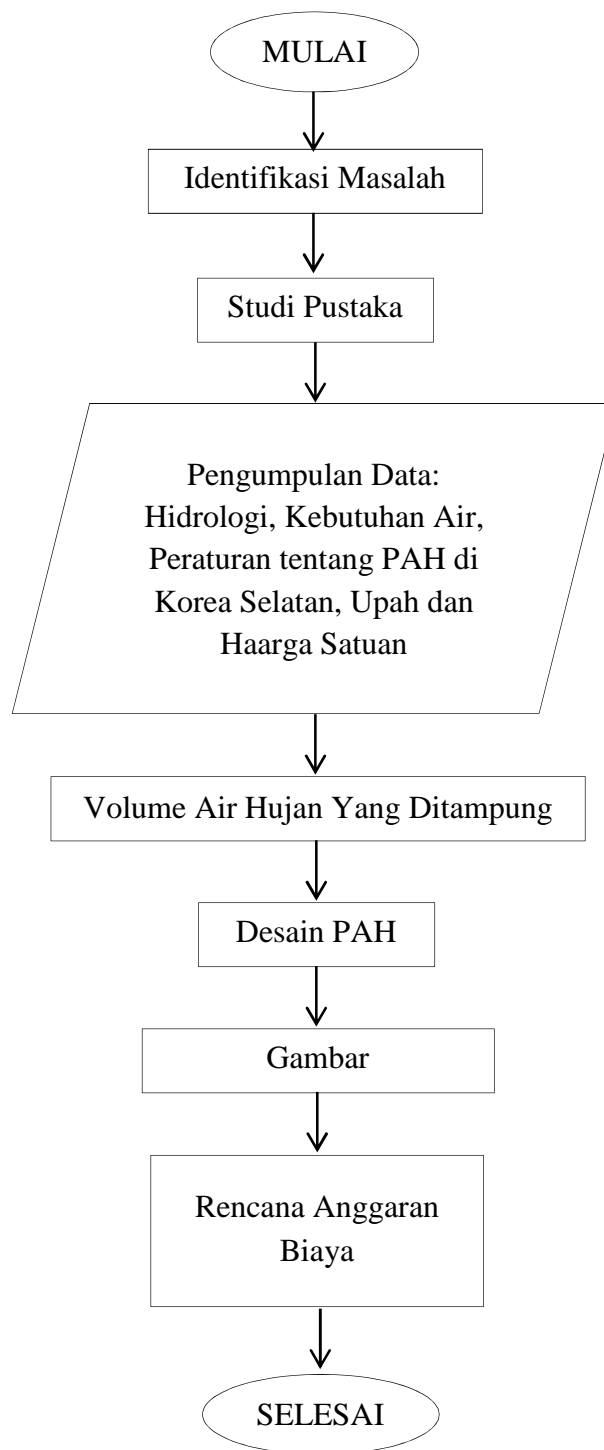 MULAI
Identifikasi Masalah
Studi Pustaka
Pengumpulan Data:
Hidrologi, Kebutuhan Air,
Peraturan tentang PAH di
Korea Selatan, Upah dan
Haarga Satuan
Volume Air Hujan Yang Ditampung
Desain PAH
Gambar
Rencana Anggaran
Biaya
SELESAI